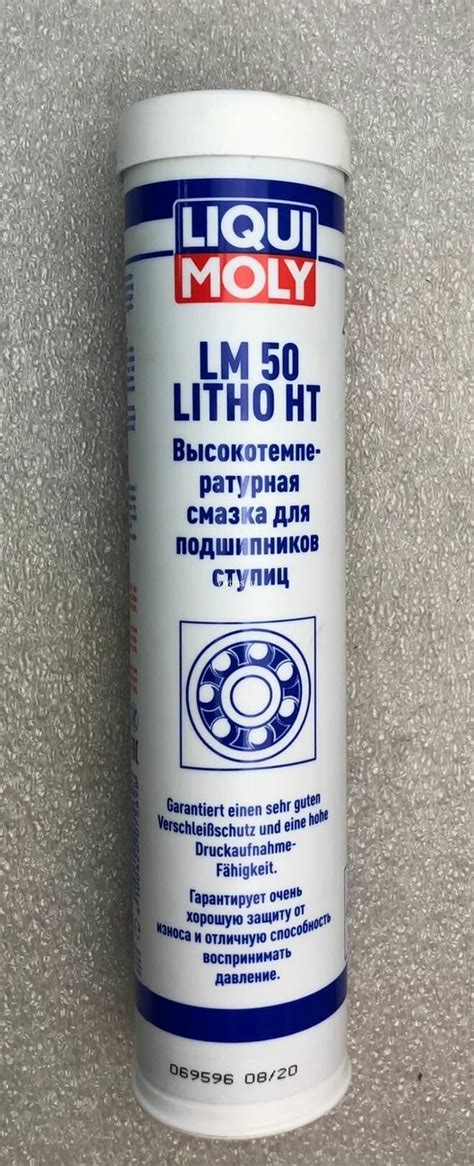 LIQUI
MOLY
LM 50
LITHO HT
Высокотемпе-
ратурная
смазка для
подшипников
ступиц
Garantiert einen sehr guten
Verschleißschutz und eine hohe
Druckaufnahme-
Fähigkeit.
Гарантирует очень
хорошую защиту от
износа и отличную способность
воспринимать
давление.
069596 08/20